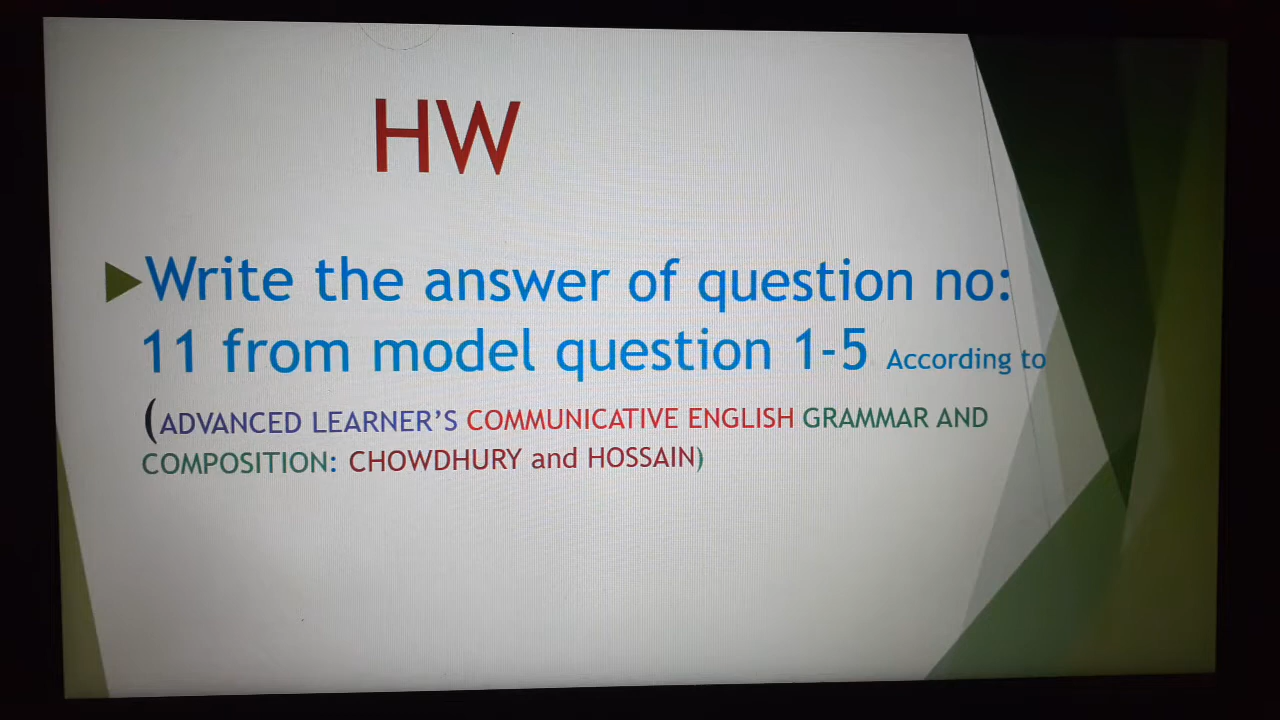 HW
Write the answer of question no:
11 from model question 1-5 According to
(ADVANCED LEARNER’S COMMUNICATIVE ENGLISH GRAMMAR AND
COMPOSITION: CHOWDHURY and HOSSAIN)